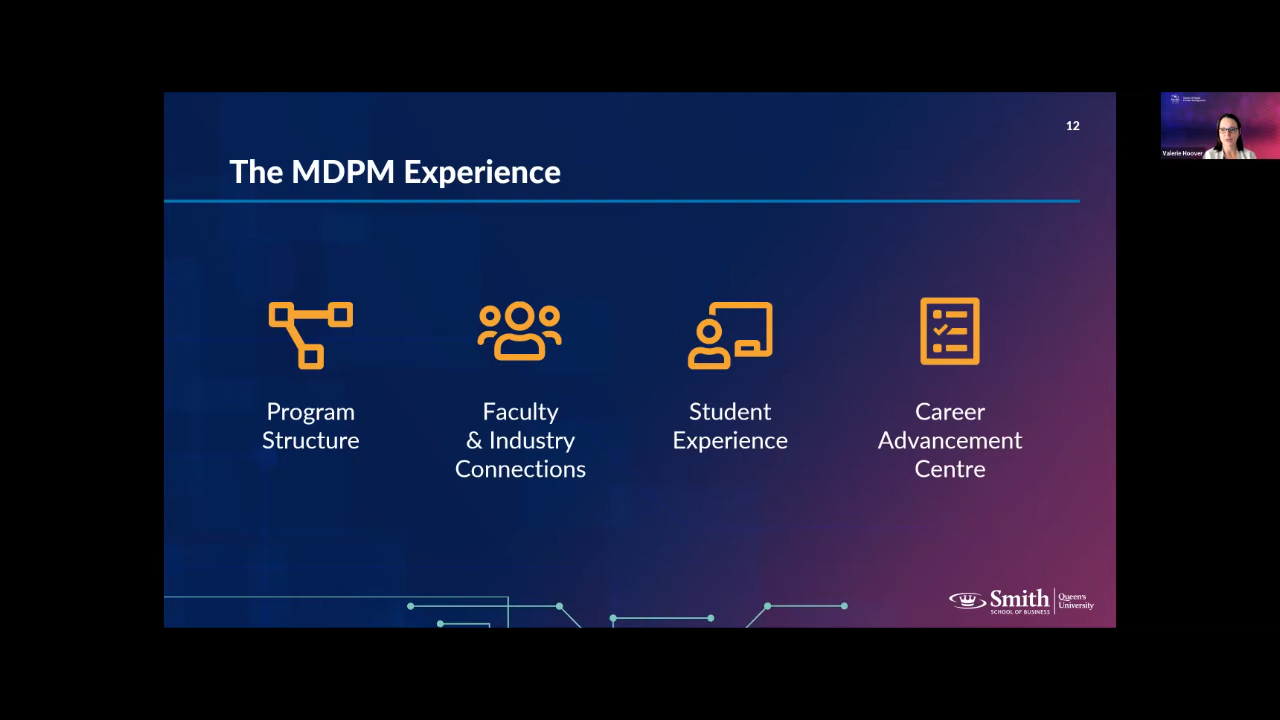 12
The MDPM Experience
Program
Structure
Faculty
& Industry
Connections
Student
Experience
Career
Advancement
Centre
Smith
SCHOOL OF BUSINESS
Queen's
University
Valerie Hoover